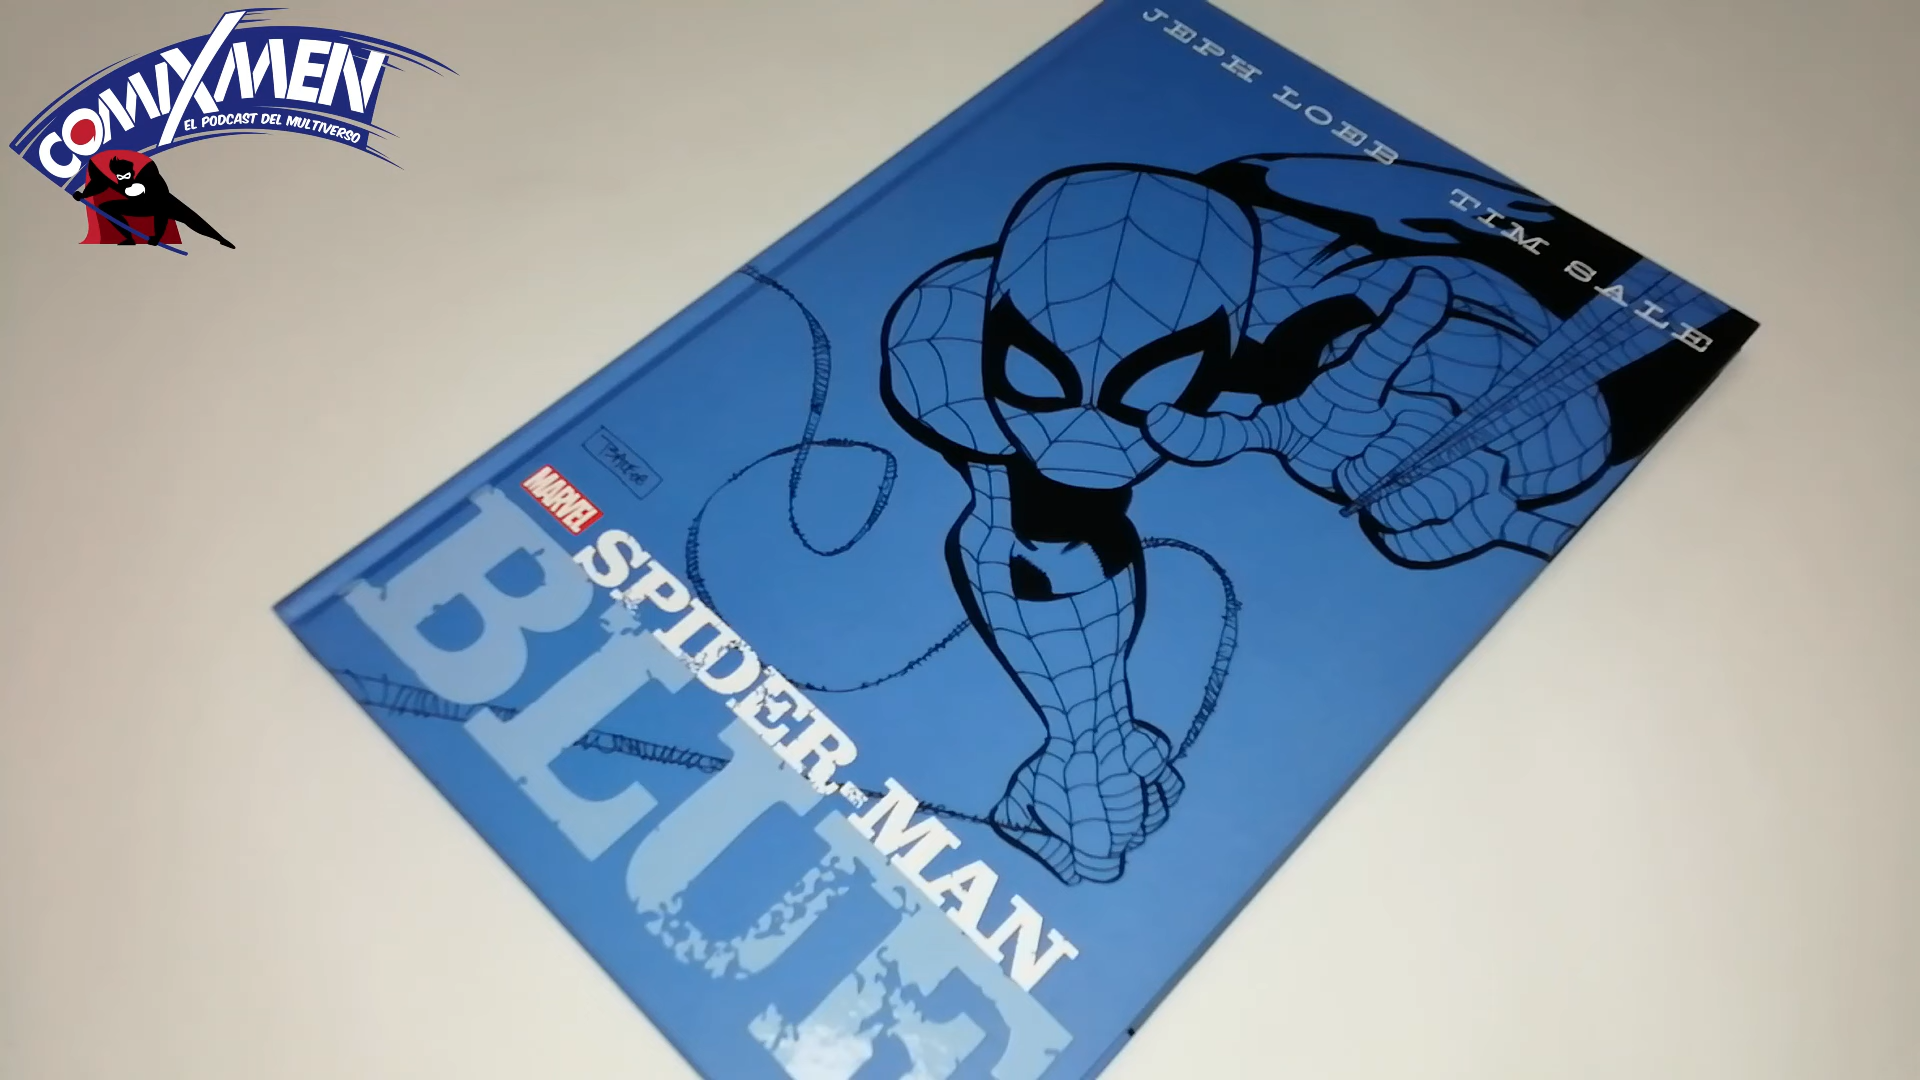 COMIXMEN
EL PODCAST DEL MULTIVERSO
JEPH LOEB TIM SALE
MARVEL
SPIDER-MAN
BLUE